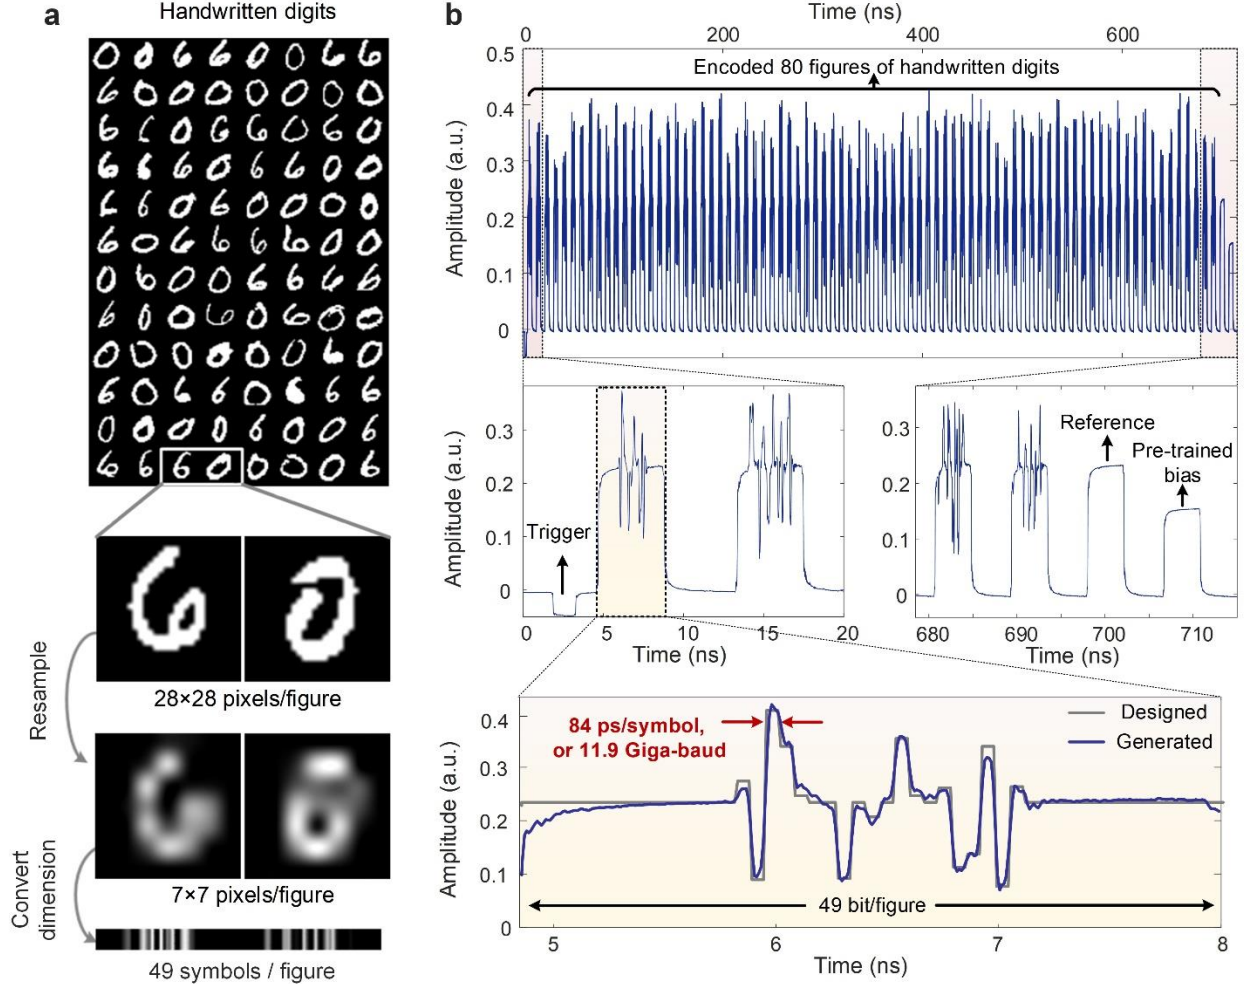 a
Handwritten digits
28×28 pixels/figure
Resample
7×7 pixels/figure
Convert
dimension
49 symbols / figure
b
Time (ns)
0 200 400 600
Encoded 80 figures of handwritten digits
Amplitude (a.u.)
0.5
0.4
0.3
0.2
0.1
0
Amplitude (a.u.)
0.3
0.2
0.1
0
Trigger
0 5 10 15 20
Time (ns)
0.3
0.2
0.1
0
Reference
Pre-trained
bias
680 690 700 710
Time (ns)
Amplitude (a.u.)
0.4
0.3
0.2
0.1
0
84 ps/symbol,
or 11.9 Giga-baud
Designed
Generated
49 bit/figure
5 6 7 8
Time (ns)